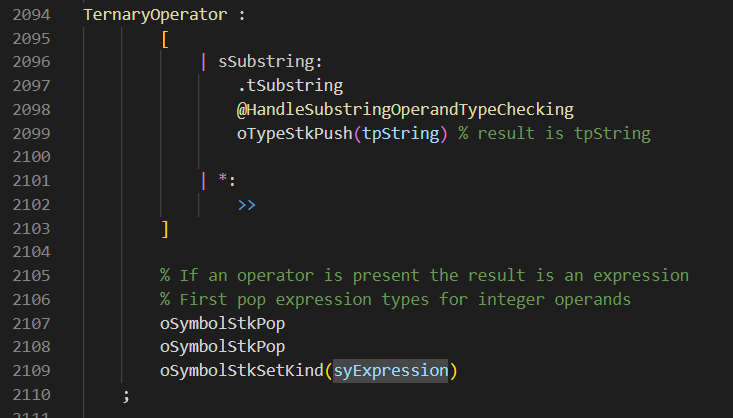 2094 TernaryOperator :
2095 [
2096 | sSubstring:
2097 .tSubstring
2098 @HandleSubstringOperandTypeChecking
2099 oTypeStkPush(tpString) % result is tpString
2100
2101 | *:
2102 >>
2103 ]
2104
2105 % If an operator is present the result is an expression
2106 % First pop expression types for integer operands
2107 oSymbolStkPop
2108 oSymbolStkPop
2109 oSymbolStkSetKind(syExpression)
2110 ;
2111